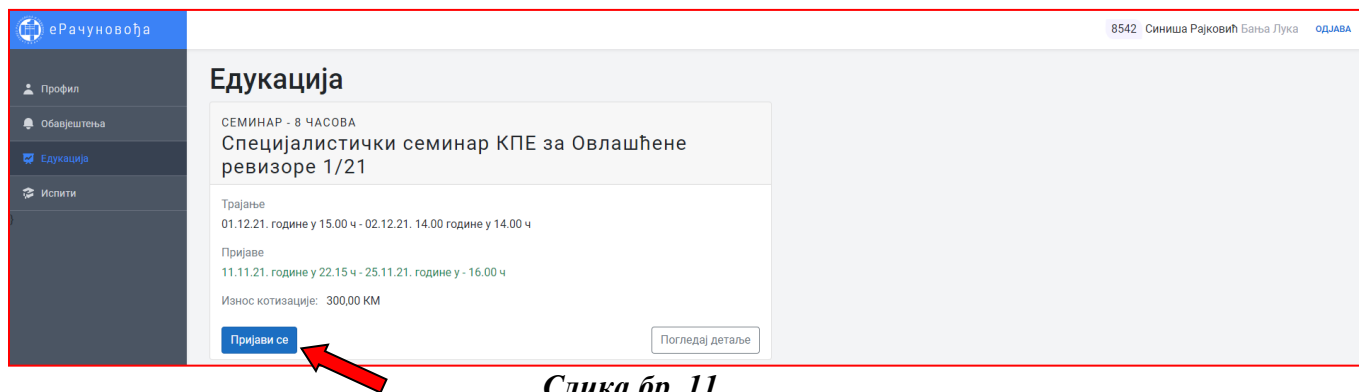 еРачуновођа
8542 Синиша Рајковић Бања Лука ОДЈАВА
Профил
Обавјештења
Едукација
Испити
Едукација
СЕМИНАР - 8 ЧАСОВА
Специјалистички семинар КПЕ за Овлашћене
ревизоре 1/21
Трајање
01.12.21. године у 15.00 ч - 02.12.21. 14.00 године у 14.00 ч
Пријаве
11.11.21. године у 22.15 ч - 25.11.21. године у - 16.00 ч
Износ котизације: 300,00 КМ
Пријави се
Погледај детаље
Слика бр. 11